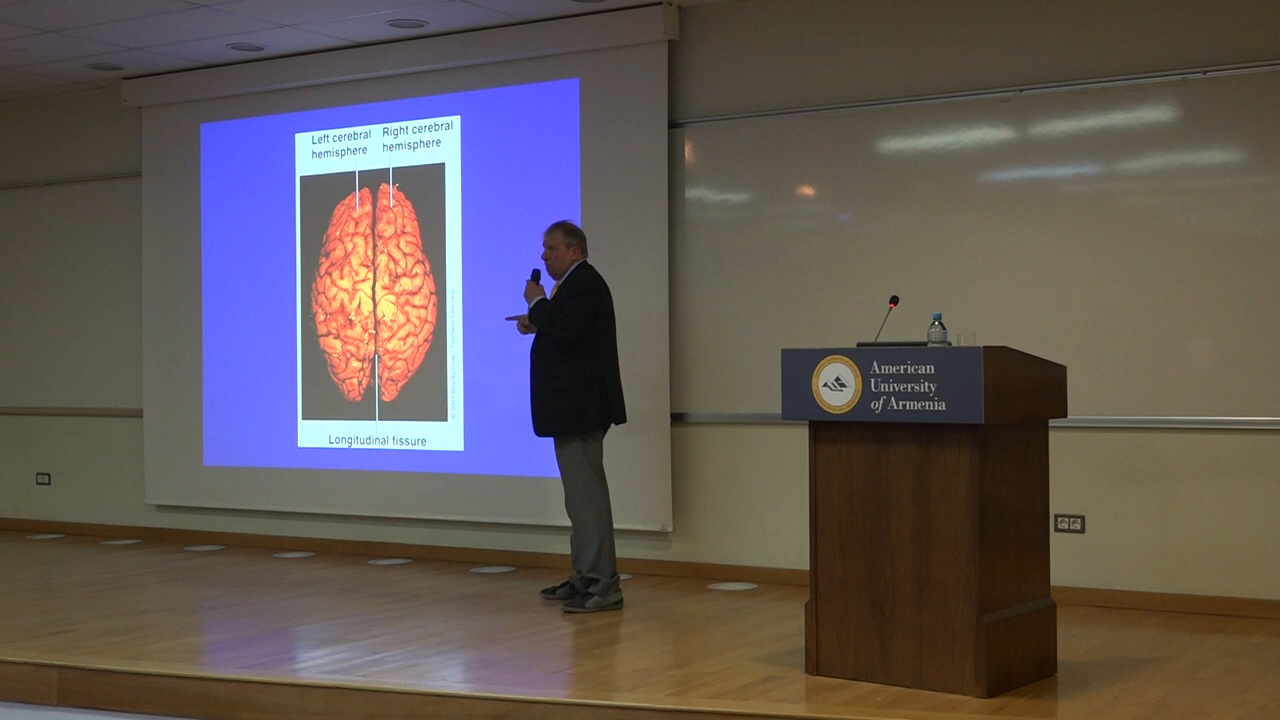 Left cerebral
hemisphere
Right cerebral
hemisphere
Longitudinal fissure
American
University
of Armenia